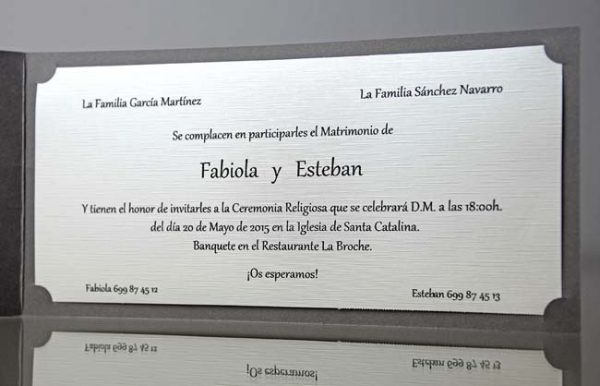 La Familia García Martínez
La Familia Sánchez Navarro
Se complacen en participarles el Matrimonio de
Fabiola y Esteban
Y tienen el honor de invitarles a la Ceremonia Religiosa que se celebrará D.M. a las 18:00h.
del día 20 de Mayo de 2015 en la Iglesia de Santa Catalina.
Banquete en el Restaurante La Broche.
¡Os esperamos!
Fabiola 699 87 45 12
Esteban 699 87 45 13